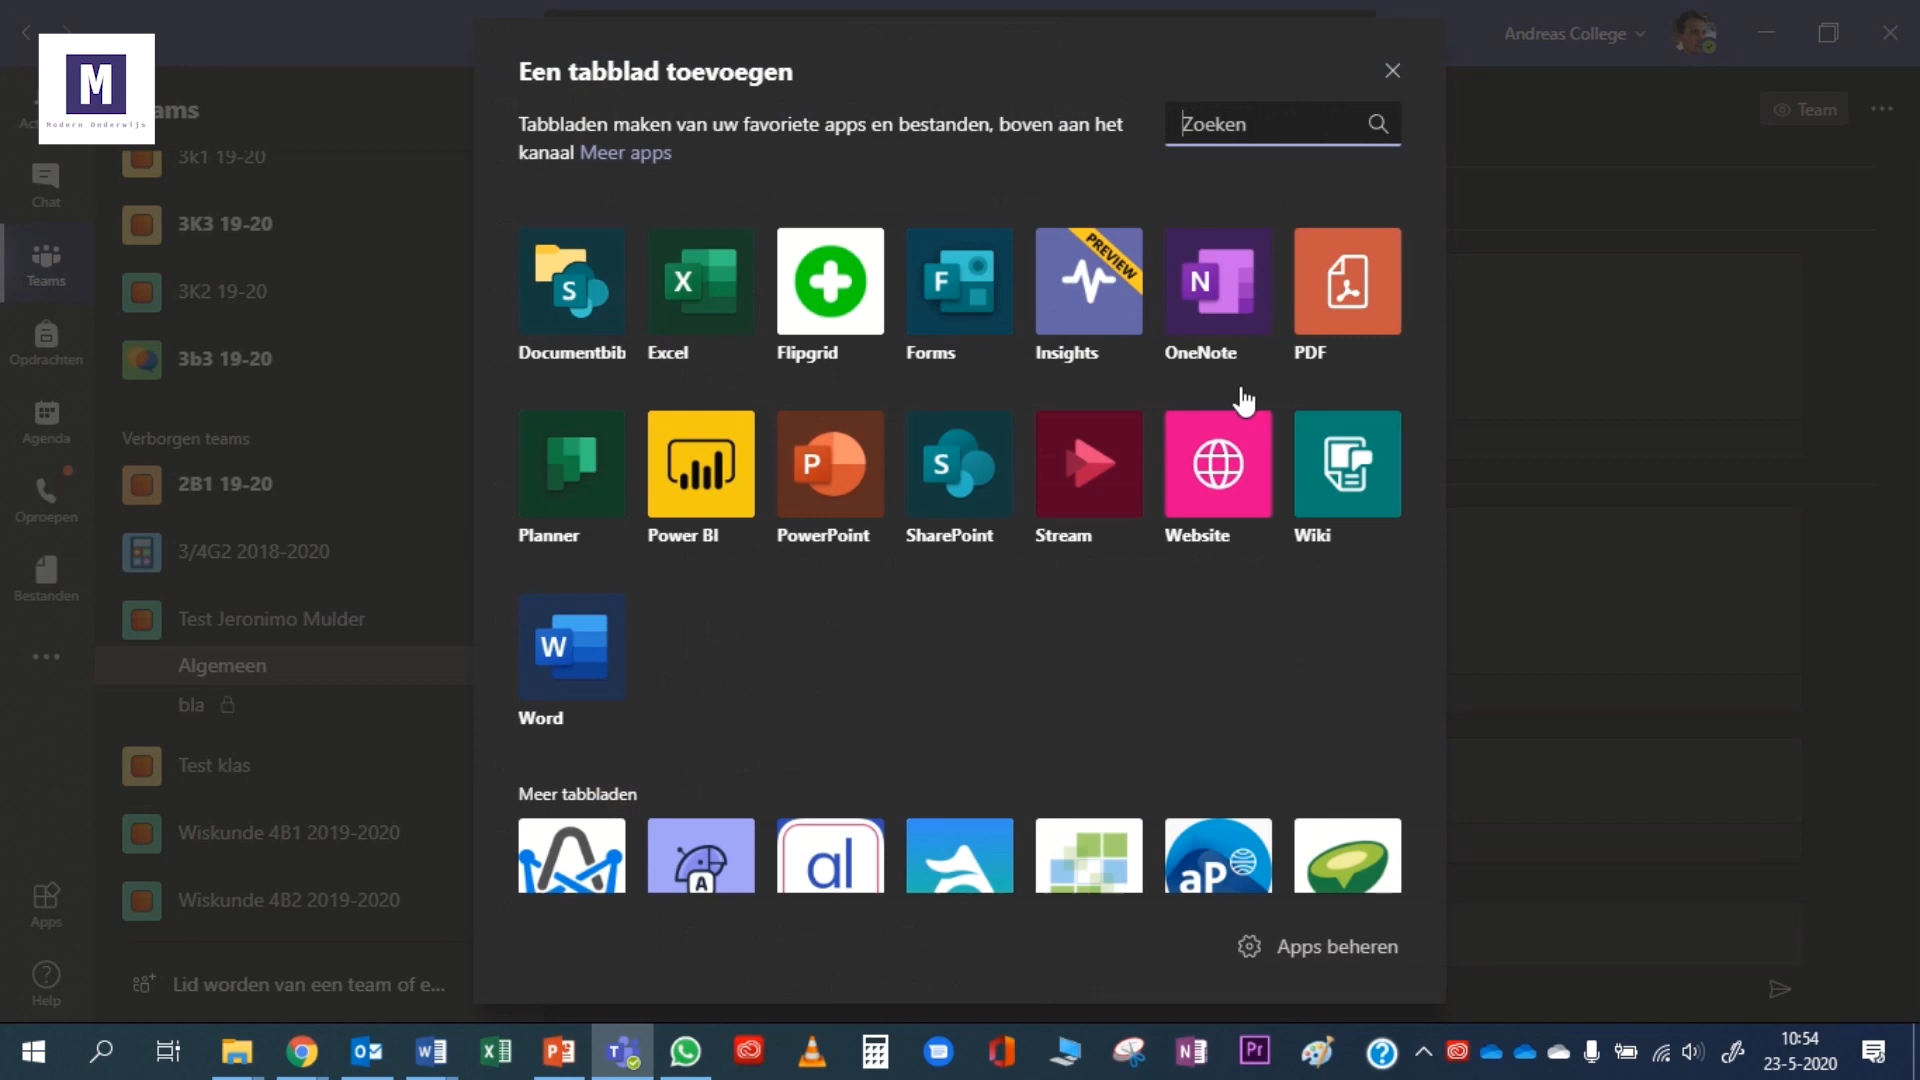 Andreas College
M
Modern Onderwijs
ams
Team
Chat
Teams
Opdrachten
Agenda
Oproepen
Bestanden
Apps
Help
3k1 19-20
3K3 19-20
3K2 19-20
3b3 19-20
Verborgen teams
2B1 19-20
3/4G2 2018-2020
Test Jeronimo Mulder
Algemeen
bla
Test klas
Wiskunde 4B1 2019-2020
Wiskunde 4B2 2019-2020
Lid worden van een team of e...
Een tabblad toevoegen
Tabbladen maken van uw favoriete apps en bestanden, boven aan het
kanaal Meer apps
Zoeken
PREVIEW
Documentbib Excel Flipgrid Forms Insights OneNote PDF
Planner Power BI PowerPoint SharePoint Stream Website Wiki
Word
Meer tabbladen
A al aP
Apps beheren
10:54
23-5-2020